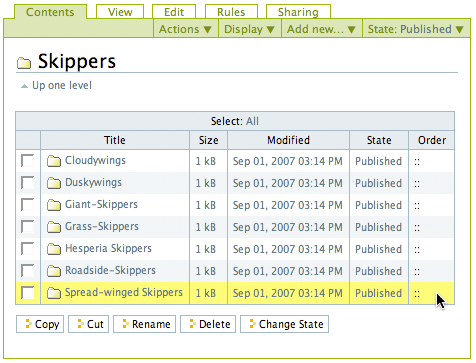 Contents View Edit Rules Sharing
Actions ▼ Display ▼ Add new... ▼ State: Published ▼
Skippers
Up one level
Select: All
Title Size Modified State Order
Cloudywings 1 kB Sep 01, 2007 03:14 PM Published ::
Duskywings 1 kB Sep 01, 2007 03:14 PM Published ::
Giant-Skippers 1 kB Sep 01, 2007 03:14 PM Published ::
Grass-Skippers 1 kB Sep 01, 2007 03:14 PM Published ::
Hesperia Skippers 1 kB Sep 01, 2007 03:14 PM Published ::
Roadside-Skippers 1 kB Sep 01, 2007 03:14 PM Published ::
Spread-winged Skippers 1 kB Sep 01, 2007 03:14 PM Published ::
Copy Cut Rename Delete Change State